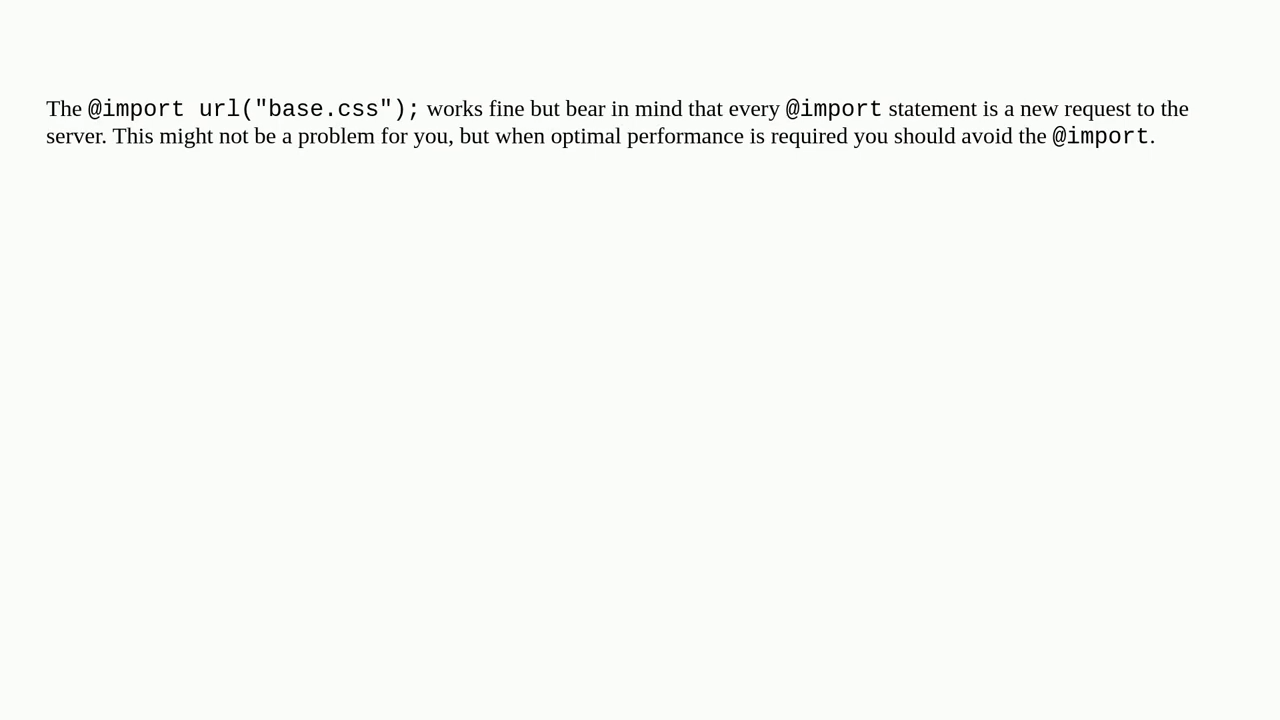 The @import url("base.css"); works fine but bear in mind that every @import statement is a new request to the
server. This might not be a problem for you, but when optimal performance is required you should avoid the @import.